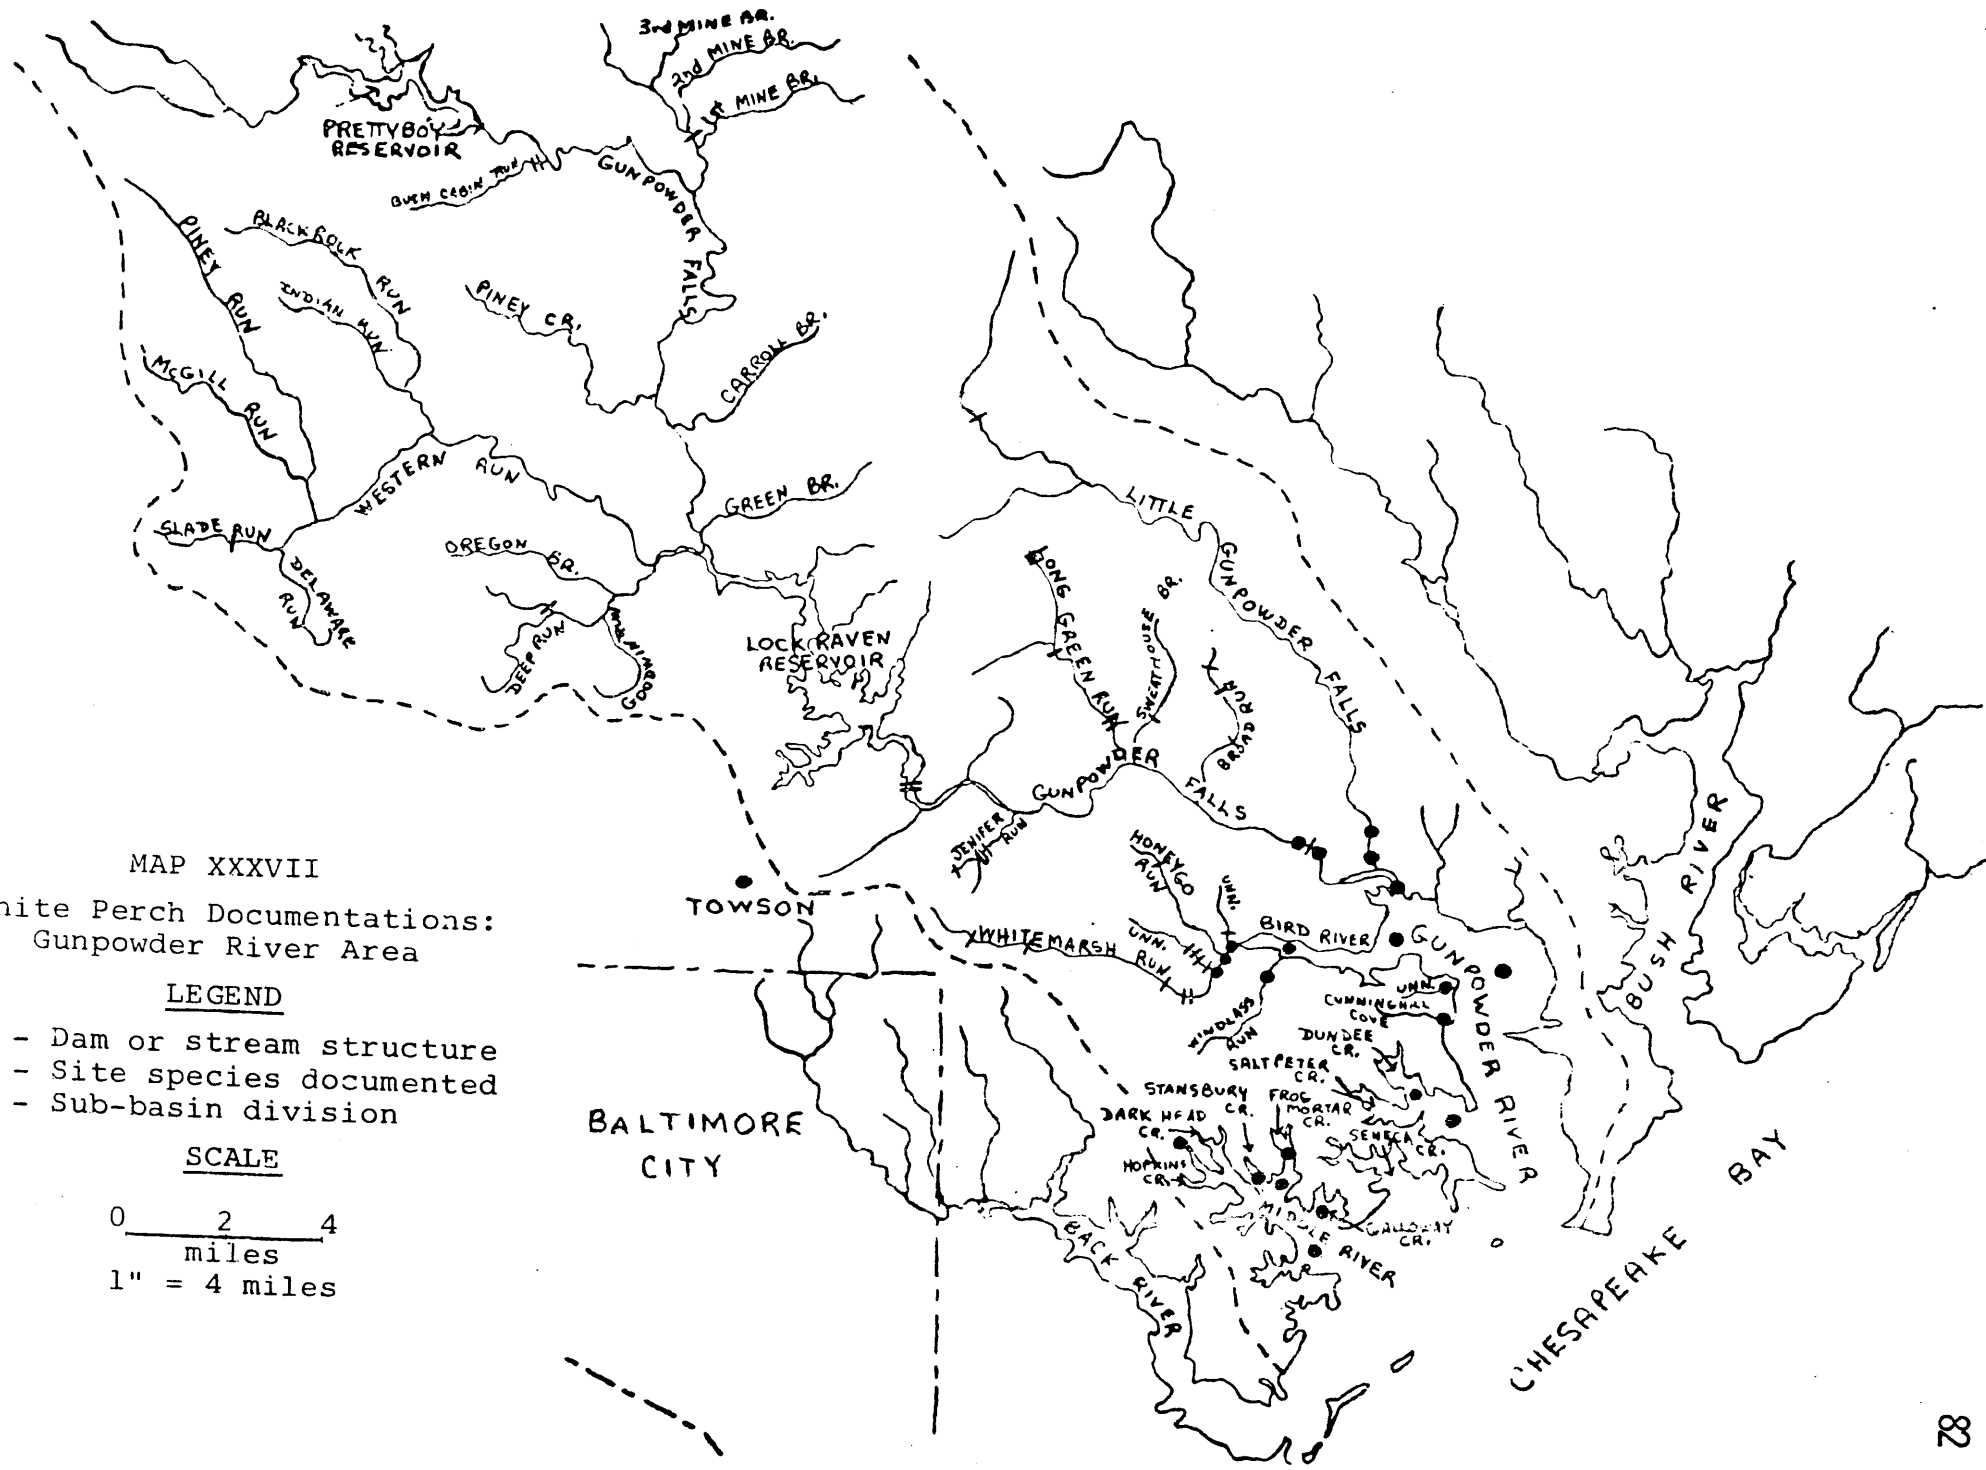 3rd MINE BR.
2nd MINE BR.
1st MINE BR.
PRETTYBOY
RESERVOIR
BUSH CABIN RUN
GUNPOWDER FALLS
PINEY RUN
BLACKROCK RUN
INDIAN RUN
PINEY CR.
CARROLL BR.
McGILL RUN
WESTERN RUN
GREEN BR.
SLADE RUN
DELAWARE
RUN
OREGON BR.
DEEP RUN
LOCK RAVEN
RESERVOIR
LITTLE GUNPOWDER FALLS
LONG GREEN RUN
SWEATHOUSE BR.
BROAD RUN
GUNPOWDER FALLS
JENIFER
RUN
HONEYGO
RUN
UNN.
TOWSON
WHITEMARSH
RUN
UNN.
BIRD RIVER
WINDLASS
RUN
GUNPOWDER RIVER
BUSH RIVER
UNN.
CUNNINGHILL
COVE
DUNDEE
CR.
SALTPETER
CR.
STANSBURY
CR.
FROG
MORTAR
CR.
DARK HEAD
CR.
SENECA
CR.
HOPKINS
CR.
MIDDLE RIVER
GALLOWAY
CR.
BACK RIVER
BALTIMORE
CITY
CHESAPEAKE BAY
MAP XXXVII
hite Perch Documentations:
Gunpowder River Area
LEGEND
- Dam or stream structure
- Site species documented
- Sub-basin division
SCALE
0 2 4
miles
1" = 4 miles
82